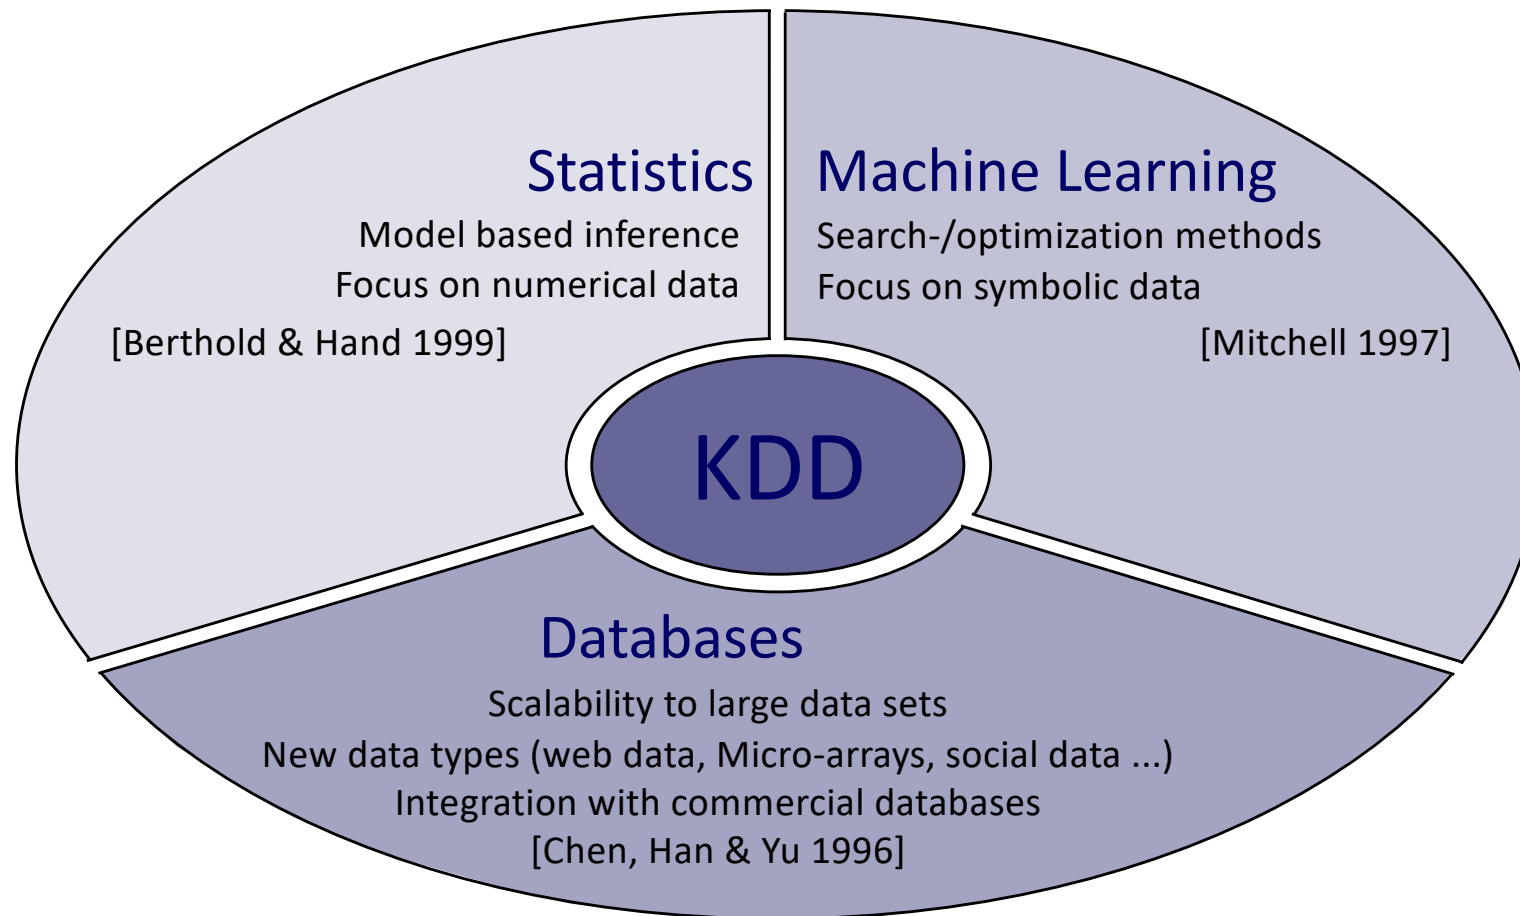 Statistics
Model based inference
Focus on numerical data
[Berthold & Hand 1999]
Machine Learning
Search-/optimization methods
Focus on symbolic data
[Mitchell 1997]
KDD
Databases
Scalability to large data sets
New data types (web data, Micro-arrays, social data ...)
Integration with commercial databases
[Chen, Han & Yu 1996]